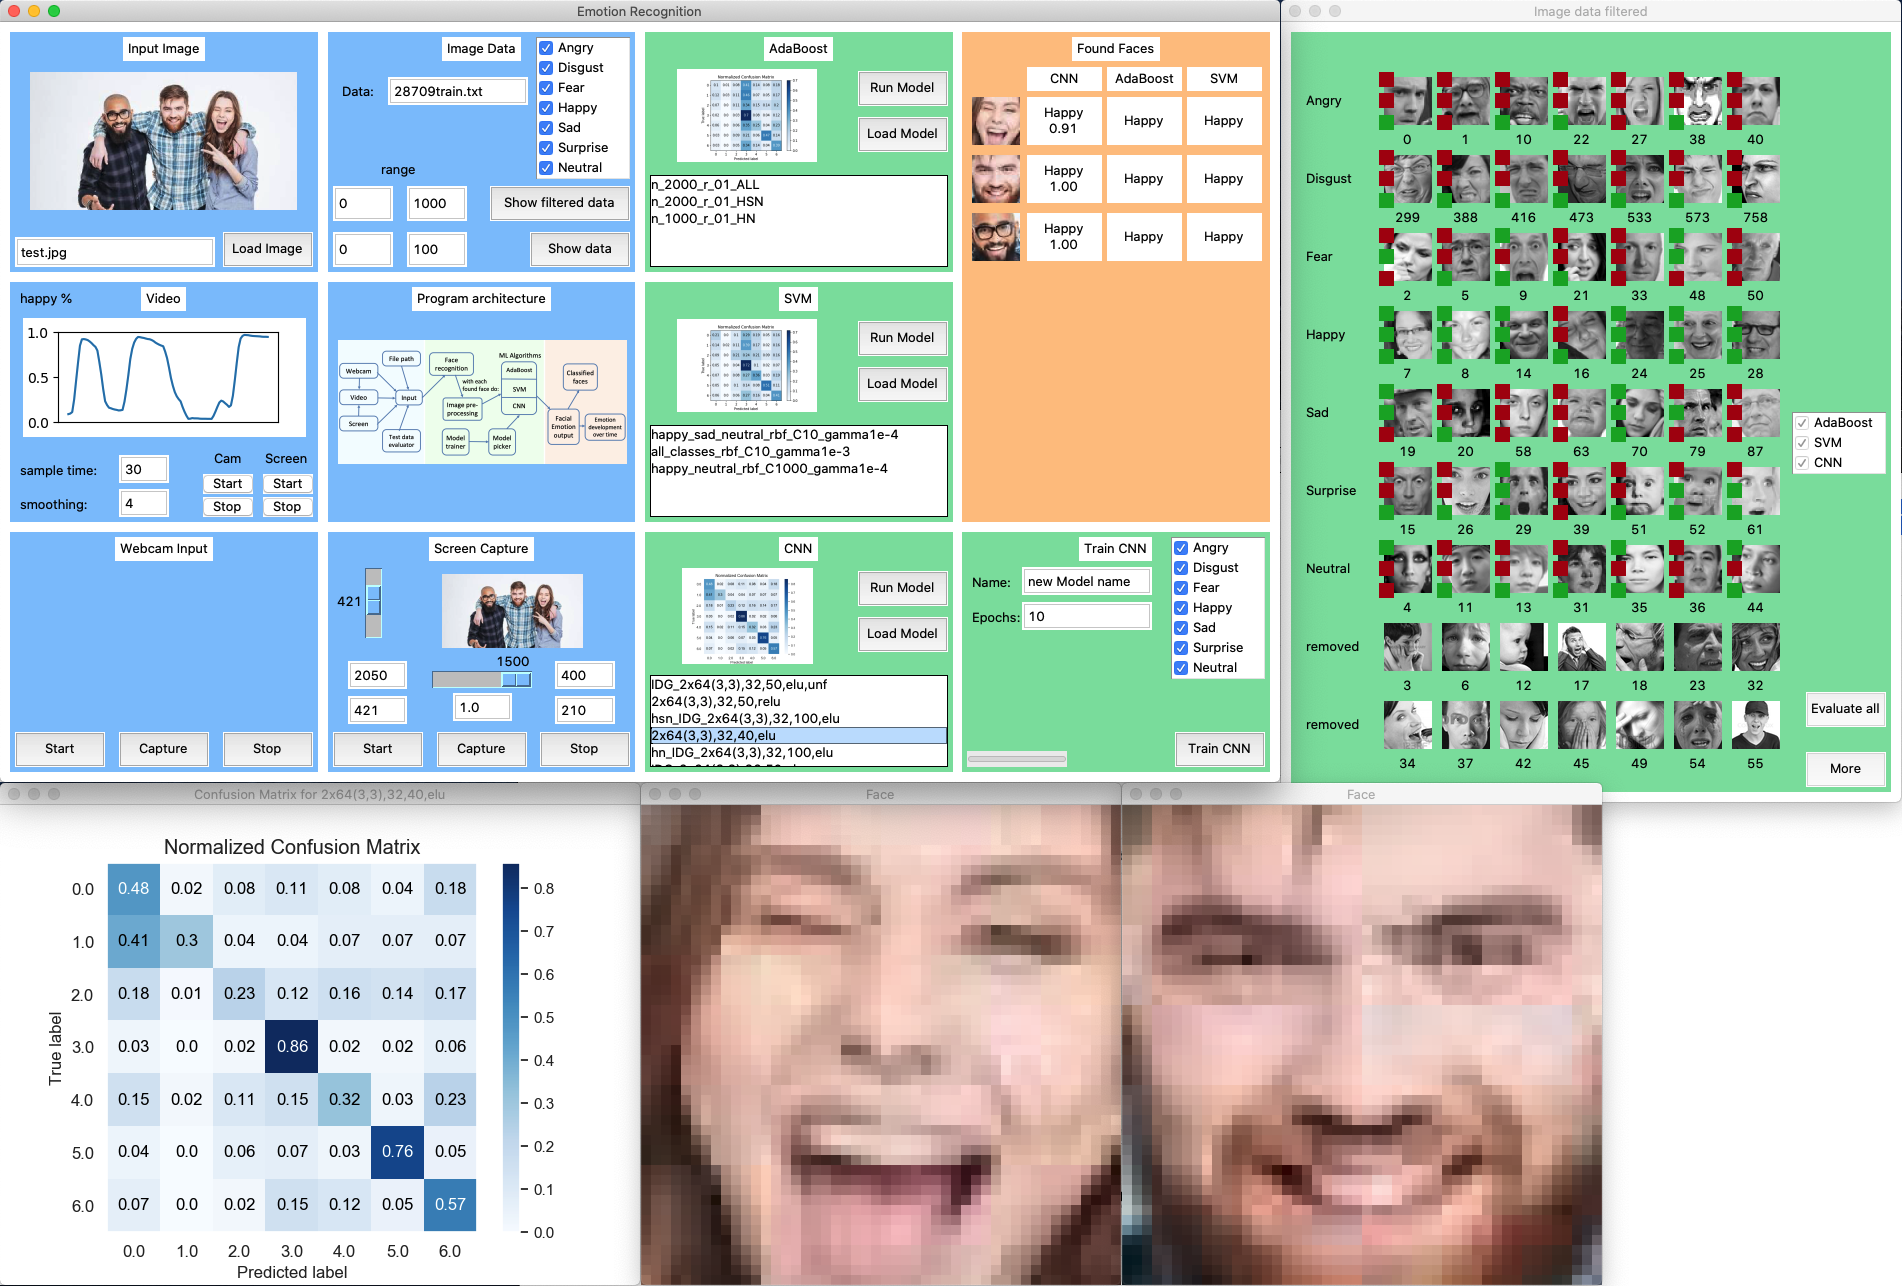 Emotion Recognition
Input Image
test.jpg
Load Image
Image Data
Data:
28709train.txt
Angry
Disgust
Fear
Happy
Sad
Surprise
Neutral
range
0
1000
Show filtered data
0
100
Show data
AdaBoost
Normalized Confusion Matrix
Predicted label
Run Model
Load Model
n_2000_r_01_ALL
n_2000_r_01_HSN
n_1000_r_01_HN
Found Faces
CNN AdaBoost SVM
Happy 0.91 Happy Happy
Happy 1.00 Happy Happy
Happy 1.00 Happy Happy
happy %
Video
1.0
0.5
0.0
sample time:
30
smoothing:
4
Cam
Screen
Start
Start
Stop
Stop
Program architecture
Webcam
Video
Screen
File path
Input
Test data evaluator
Face recognition
with each found face do:
Image pre-processing
Model trainer
Model picker
ML Algorithms
AdaBoost
SVM
CNN
Classified faces
Facial Emotion output
Emotion development over time
SVM
Normalized Confusion Matrix
Predicted label
Run Model
Load Model
happy_sad_neutral_rbf_C10_gamma1e-4
all_classes_rbf_C10_gamma1e-3
happy_neutral_rbf_C1000_gamma1e-4
Webcam Input
Start
Capture
Stop
Screen Capture
421
1500
2050
400
421
1.0
210
Start
Capture
Stop
CNN
Normalized Confusion Matrix
Predicted label
Run Model
Load Model
IDG_2x64(3,3),32,50,elu,unf
2x64(3,3),32,50,relu
hsn_IDG_2x64(3,3),32,100,elu
2x64(3,3),32,40,elu
hn_IDG_2x64(3,3),32,100,elu
Train CNN
Name:
new Model name
Epochs:
10
Angry
Disgust
Fear
Happy
Sad
Surprise
Neutral
Train CNN
Image data filtered
Angry
0 1 10 22 27 38 40
Disgust
299 388 416 473 533 573 758
Fear
2 5 9 21 33 48 50
Happy
7 8 14 16 24 25 28
Sad
19 20 58 63 70 79 87
Surprise
15 26 29 39 51 52 61
Neutral
4 11 13 31 35 36 44
removed
3 6 12 17 18 23 32
removed
34 37 42 45 49 54 55
AdaBoost
SVM
CNN
Evaluate all
More
Confusion Matrix for 2x64(3,3),32,40,elu
Normalized Confusion Matrix
True label
0.0 0.48 0.02 0.08 0.11 0.08 0.04 0.18
1.0 0.41 0.3 0.04 0.04 0.07 0.07 0.07
2.0 0.18 0.01 0.23 0.12 0.16 0.14 0.17
3.0 0.03 0.0 0.02 0.86 0.02 0.02 0.06
4.0 0.15 0.02 0.11 0.15 0.32 0.03 0.23
5.0 0.04 0.0 0.06 0.07 0.03 0.76 0.05
6.0 0.07 0.0 0.02 0.15 0.12 0.05 0.57
0.0 1.0 2.0 3.0 4.0 5.0 6.0
Predicted label
0.8
0.7
0.6
0.5
0.4
0.3
0.2
0.1
0.0
Face
Face